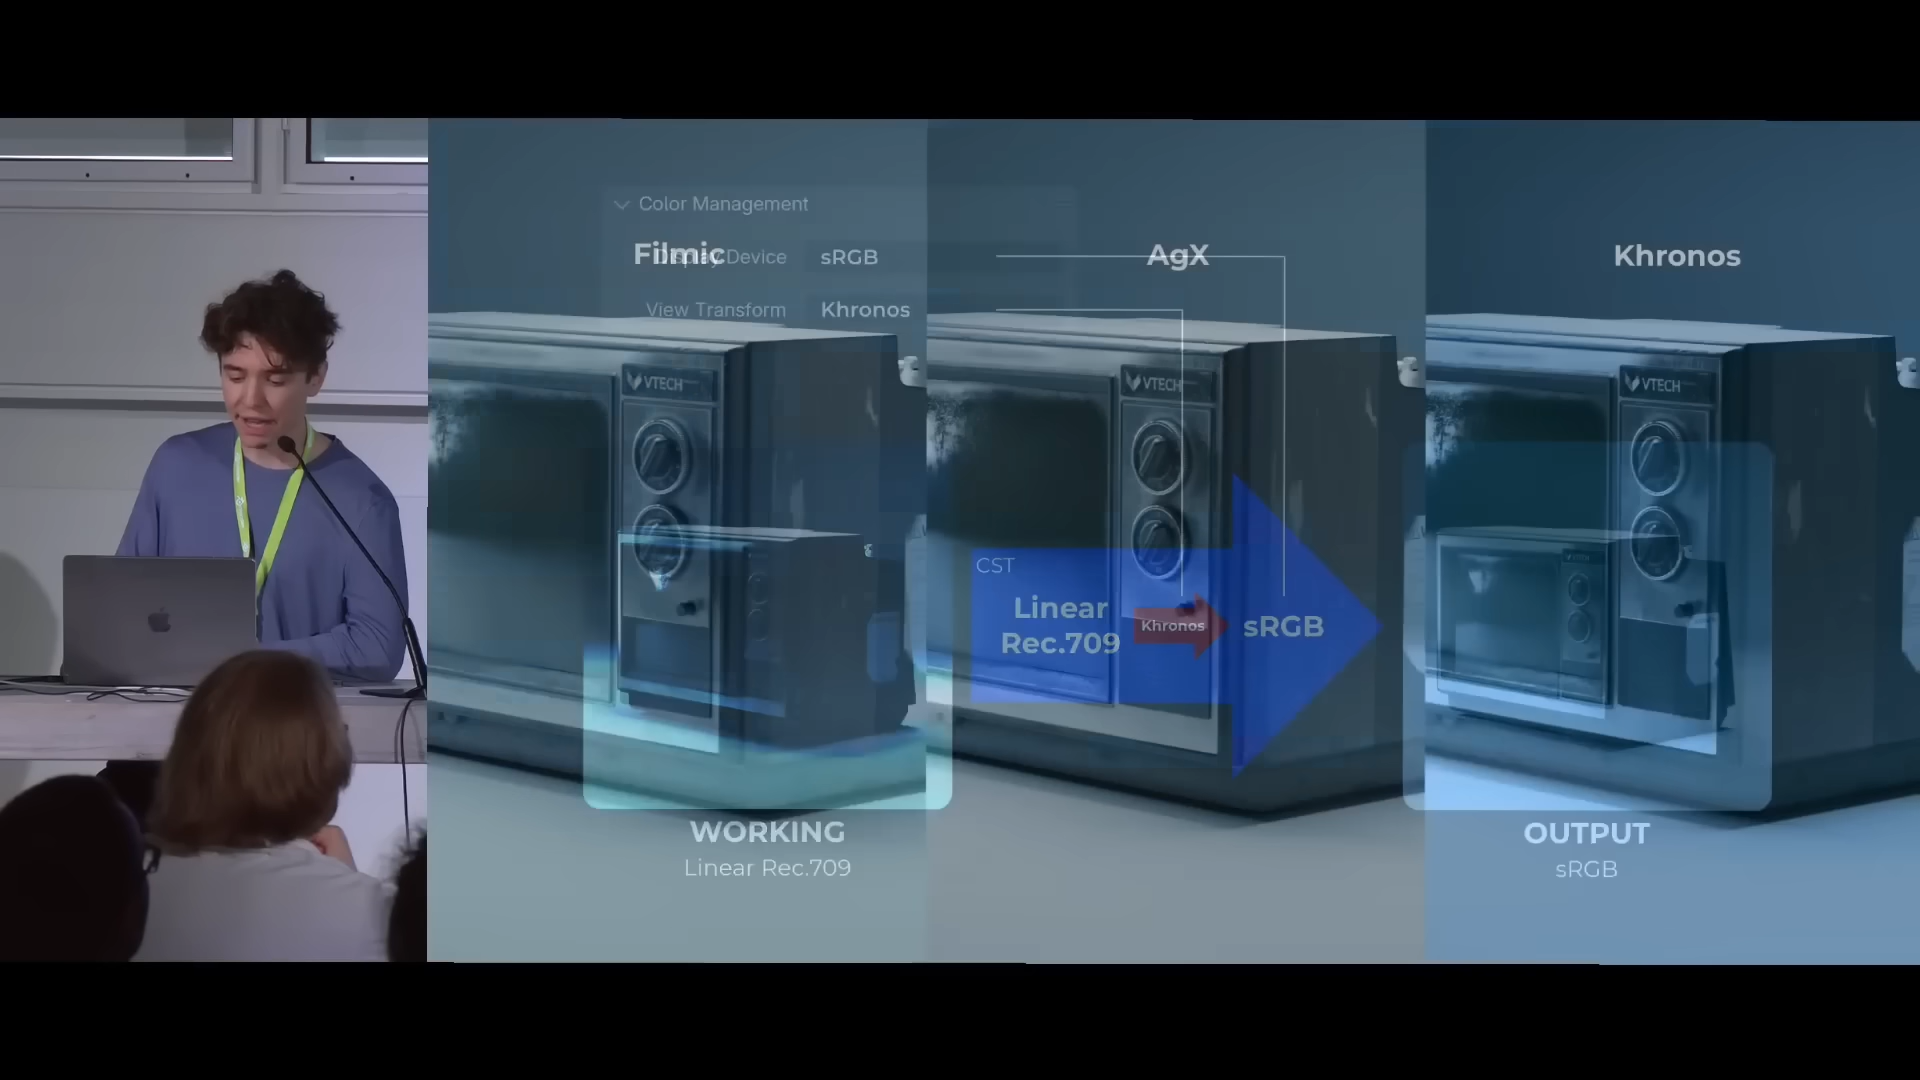 Color Management
Filmic
Display Device
sRGB
AgX
Khronos
View Transform
Khronos
VTECH
VTECH
VTECH
CST
Linear
Rec.709
Khronos
sRGB
WORKING
Linear Rec.709
OUTPUT
sRGB